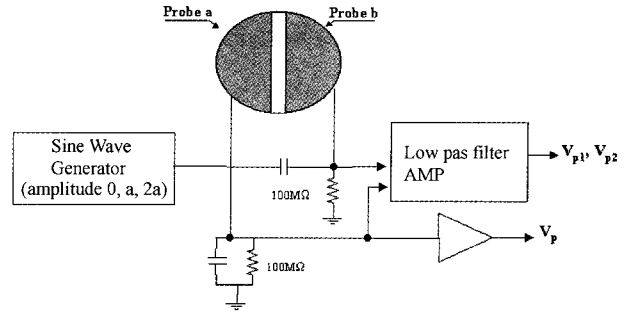 Probe a
Probe b
Sine Wave
Generator
(amplitude 0, a, 2a)
100MΩ
Low pas filter
AMP
Vp1, Vp2
100MΩ
Vp